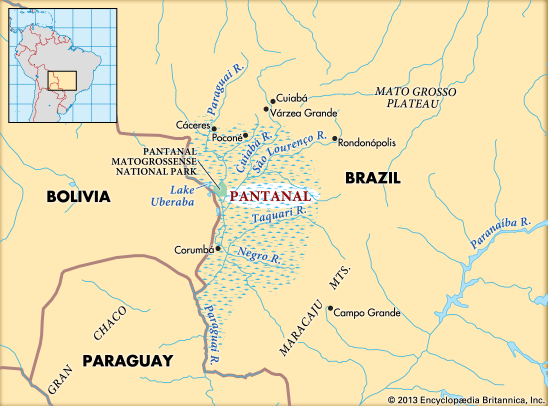 Paraguai R.
Cuiabá
Várzea Grande
MATO GROSSO
PLATEAU
Cáceres
Poconé
Cuiabá R.
São Lourenço R.
Rondonópolis
PANTANAL
MATOGROSSENSE
NATIONAL PARK
BOLIVIA
Lake
Uberaba
PANTANAL
BRAZIL
Taquari R.
Paranaíba R.
Corumbá
Negro R.
Paraguai R.
MARACAJU MTS.
Campo Grande
GRAN CHACO
PARAGUAY
© 2013 Encyclopædia Britannica, Inc.